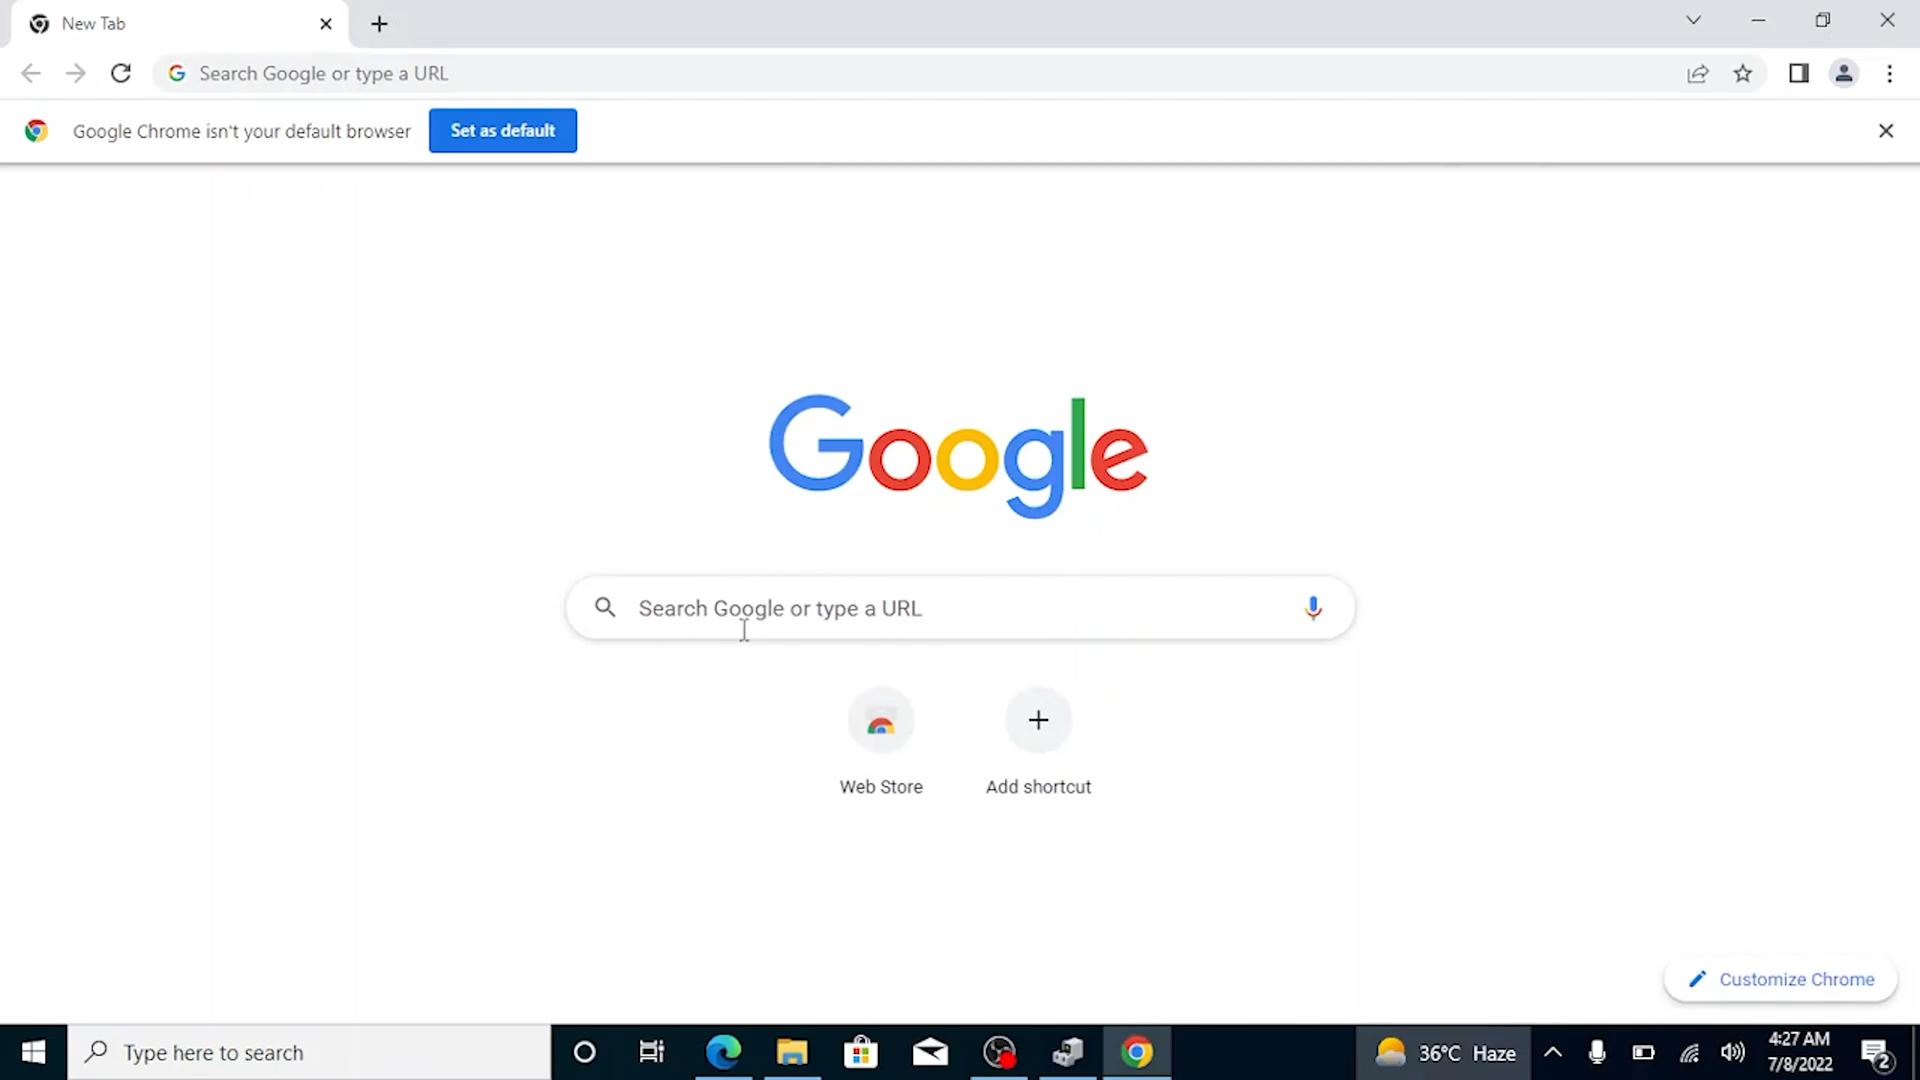 New Tab
Search Google or type a URL
Google Chrome isn't your default browser
Set as default
Google
Search Google or type a URL
Web Store
Add shortcut
Customize Chrome
Type here to search
36°C Haze
4:27 AM
7/8/2022
2